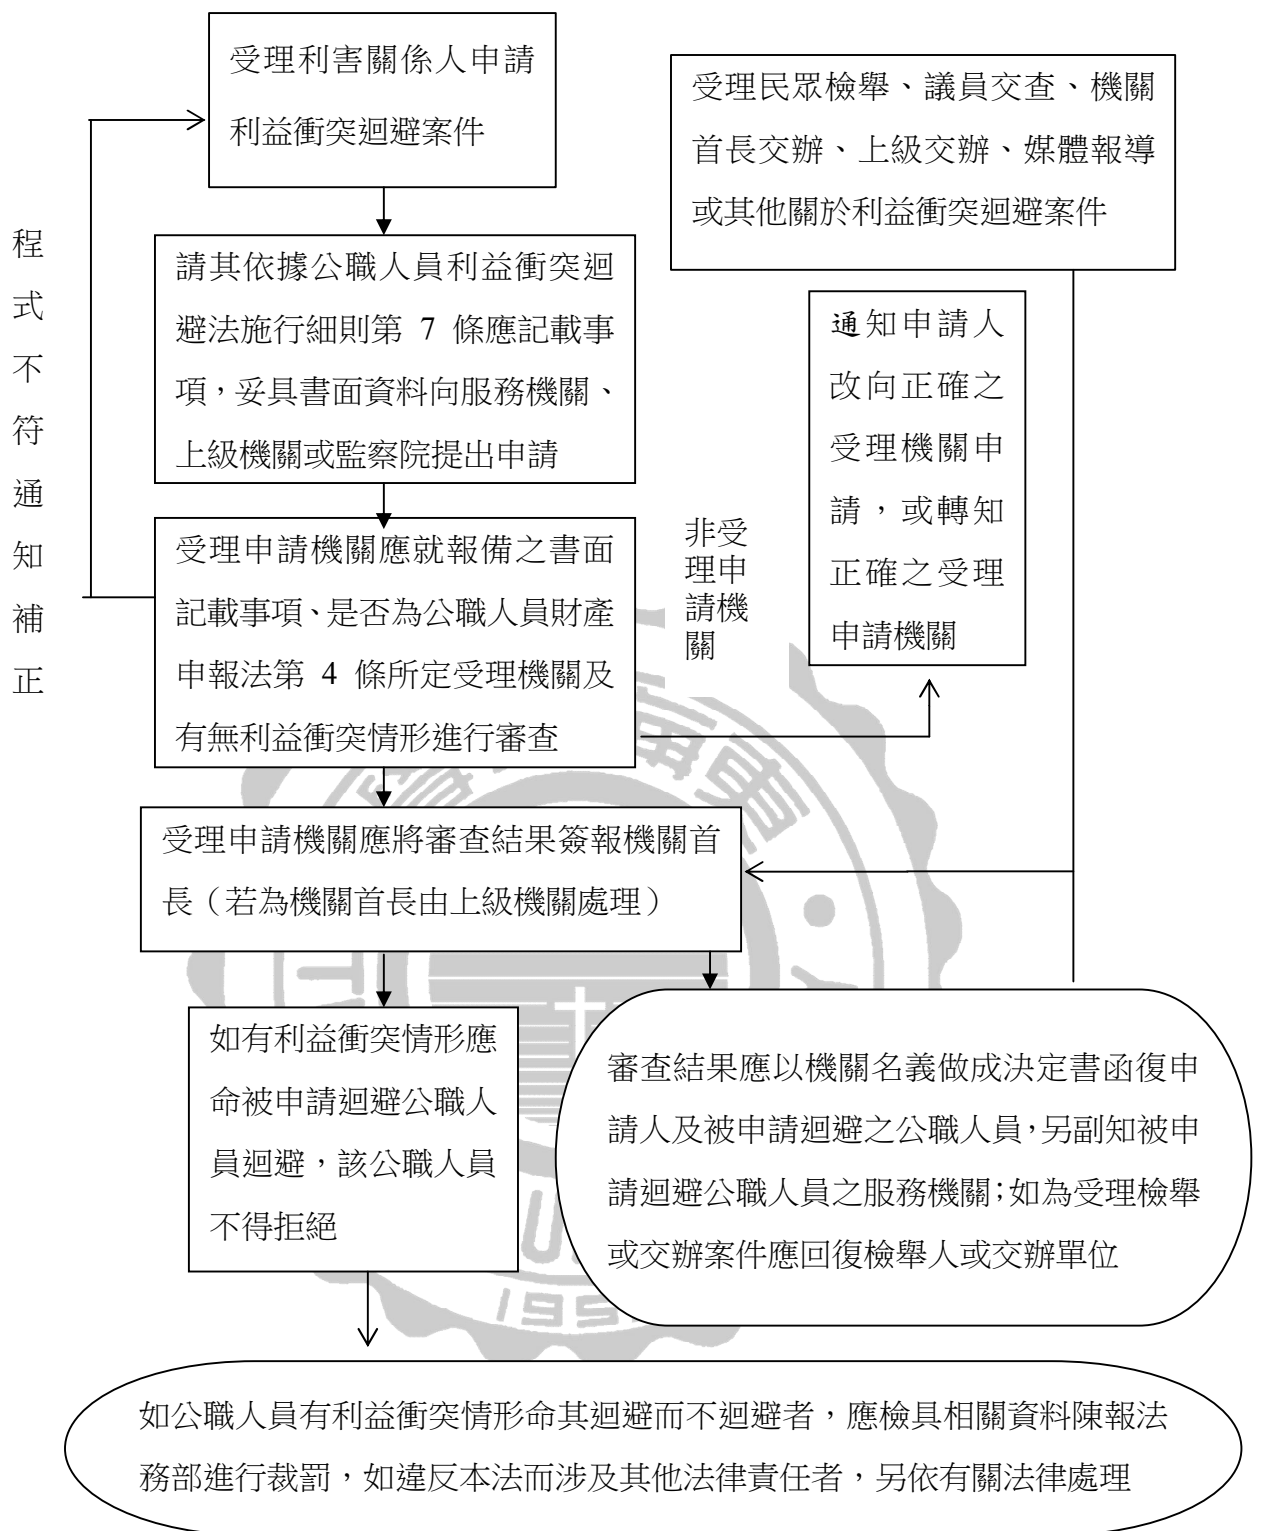 受理利害關係人申請
利益衝突迴避案件
受理民眾檢舉、議員交查、機關
首長交辦、上級交辦、媒體報導
或其他關於利益衝突迴避案件
程式不符通知補正
請其依據公職人員利益衝突迴
避法施行細則第 7 條應記載事
項，妥具書面資料向服務機關、
上級機關或監察院提出申請
通知申請人
改向正確之
受理機關申
請，或轉知
正確之受理
申請機關
受理申請機關應就報備之書面
記載事項、是否為公職人員財產
申報法第 4 條所定受理機關及
有無利益衝突情形進行審查
非受
理申
請機
關
受理申請機關應將審查結果簽報機關首
長（若為機關首長由上級機關處理）
如有利益衝突情形應
命被申請迴避公職人
員迴避，該公職人員
不得拒絕
審查結果應以機關名義做成決定書函復申
請人及被申請迴避之公職人員，另副知被申
請迴避公職人員之服務機關；如為受理檢舉
或交辦案件應回復檢舉人或交辦單位
如公職人員有利益衝突情形命其迴避而不迴避者，應檢具相關資料陳報法
務部進行裁罰，如違反本法而涉及其他法律責任者，另依有關法律處理